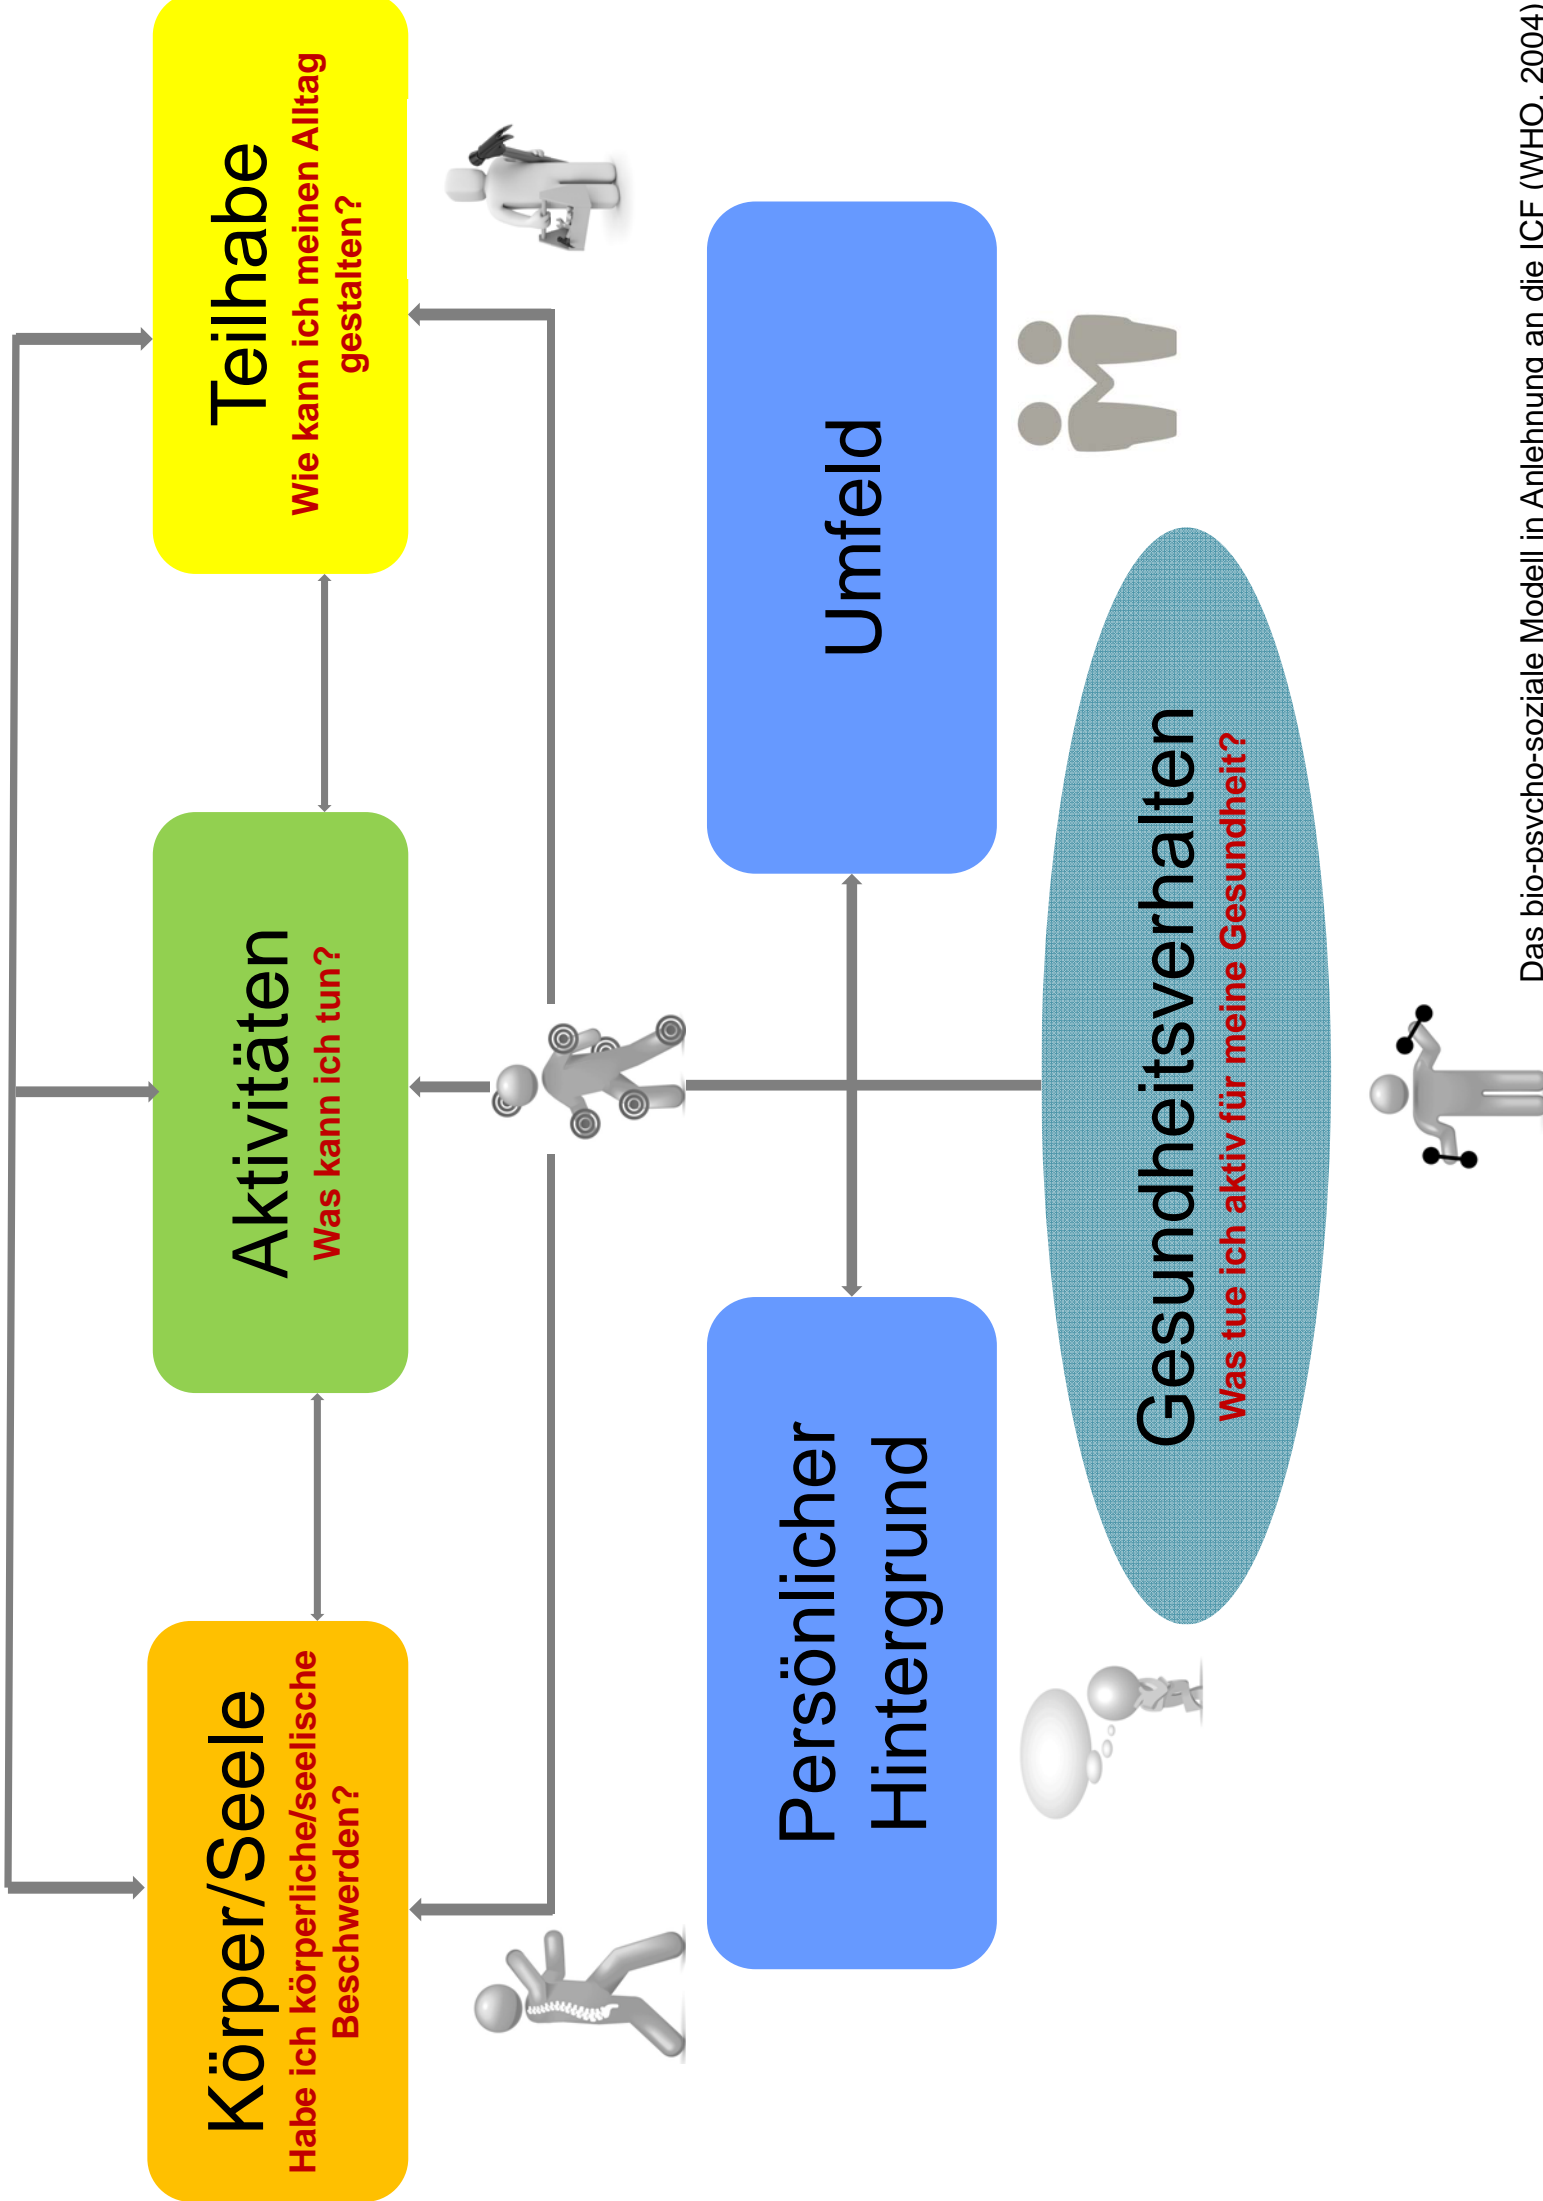 Körper/Seele
Habe ich körperliche/seelische
Beschwerden?
Aktivitäten
Was kann ich tun?
Teilhabe
Wie kann ich meinen Alltag
gestalten?
Persönlicher
Hintergrund
Umfeld
Gesundheitsverhalten
Was tue ich aktiv für meine Gesundheit?
Das bio-psycho-soziale Modell in Anlehnung an die ICF (WHO, 2004)